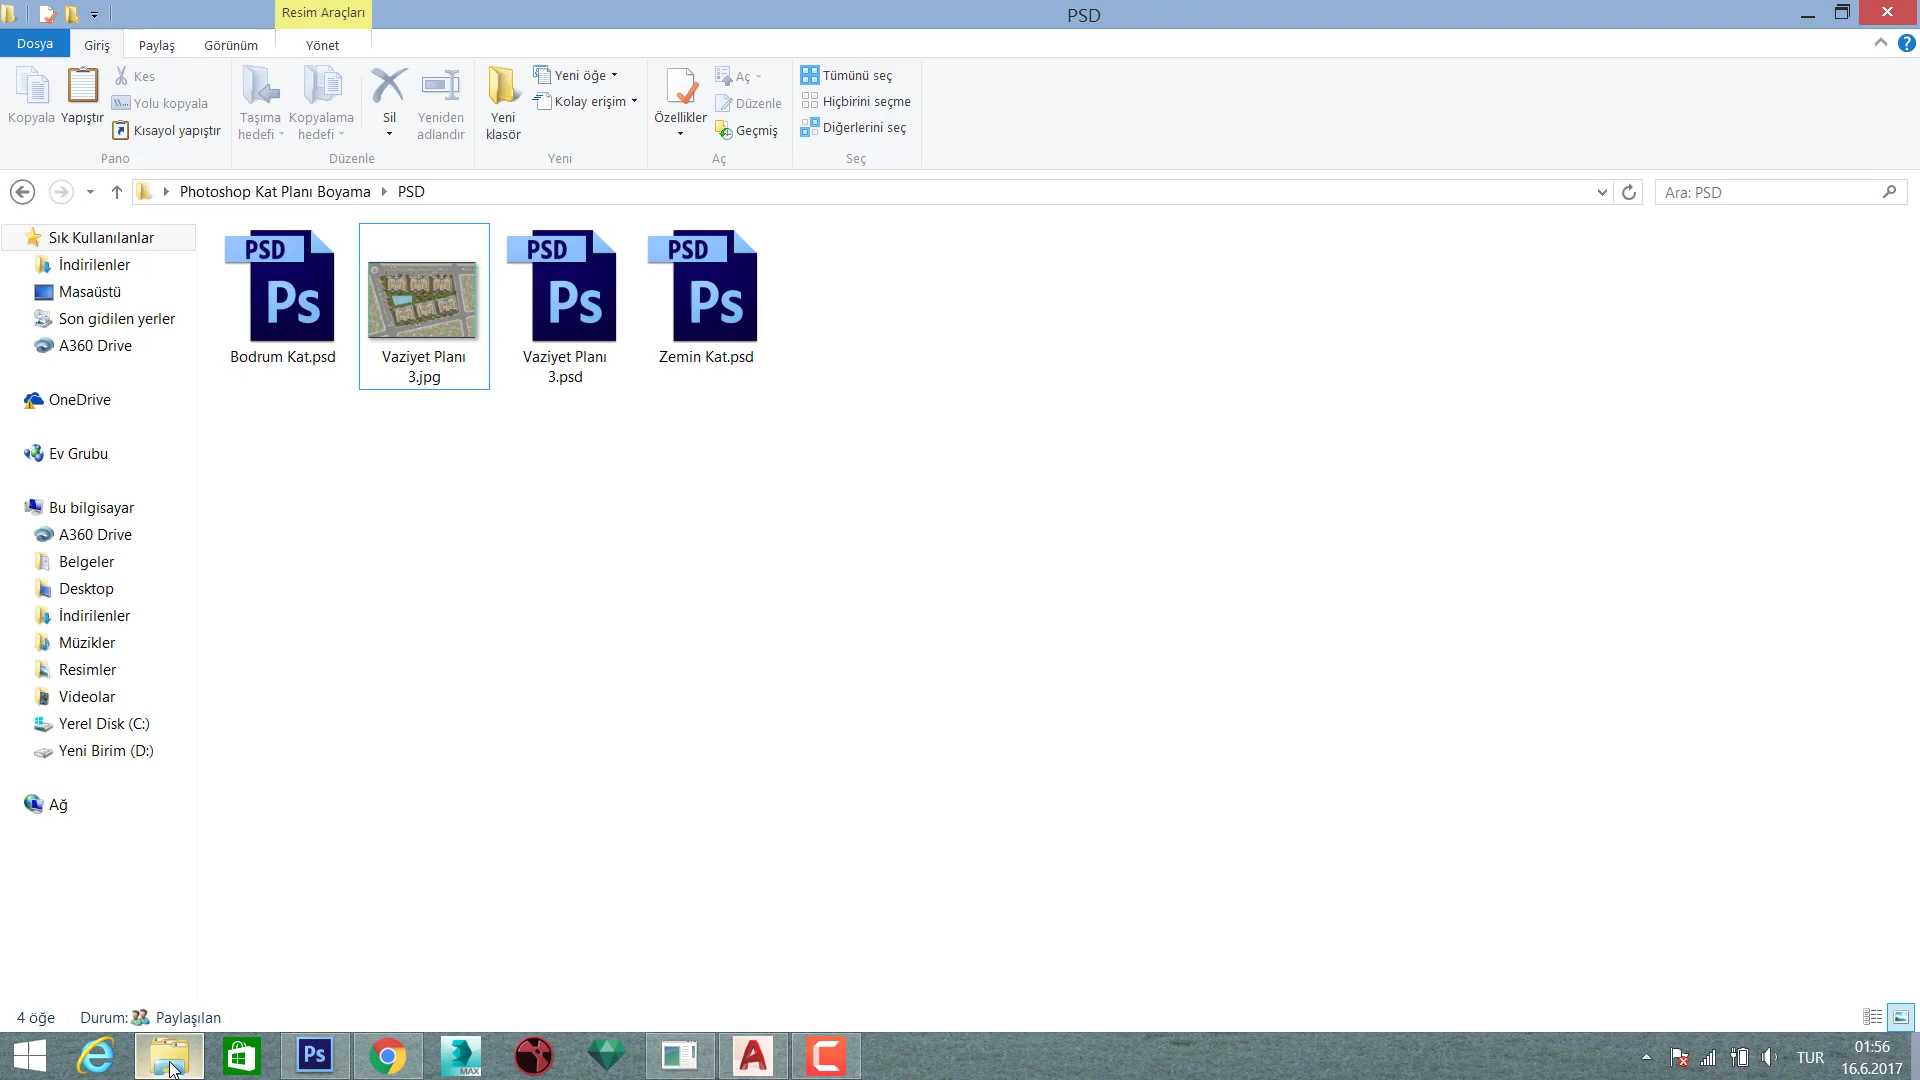 Resim Araçları
PSD
Dosya
Giriş
Paylaş
Görünüm
Yönet
Kopyala
Yapıştır
Kes
Yolu kopyala
Kısayol yapıştır
Pano
Taşıma
hedefi
Kopyalama
hedefi
Sil
Yeniden
adlandır
Düzenle
Yeni
klasör
Yeni öğe
Kolay erişim
Yeni
Özellikler
Aç
Düzenle
Geçmiş
Aç
Tümünü seç
Hiçbirini seçme
Diğerlerini seç
Seç
Photoshop Kat Planı Boyama
PSD
Ara: PSD
Sık Kullanılanlar
İndirilenler
Masaüstü
Son gidilen yerler
A360 Drive
OneDrive
Ev Grubu
Bu bilgisayar
A360 Drive
Belgeler
Desktop
İndirilenler
Müzikler
Resimler
Videolar
Yerel Disk (C:)
Yeni Birim (D:)
Ağ
PSD
Ps
Bodrum Kat.psd
Vaziyet Planı
3.jpg
PSD
Ps
Vaziyet Planı
3.psd
PSD
Ps
Zemin Kat.psd
4 öğe
Durum:
Paylaşılan
Ps
MAX
TUR
01:56
16.6.2017